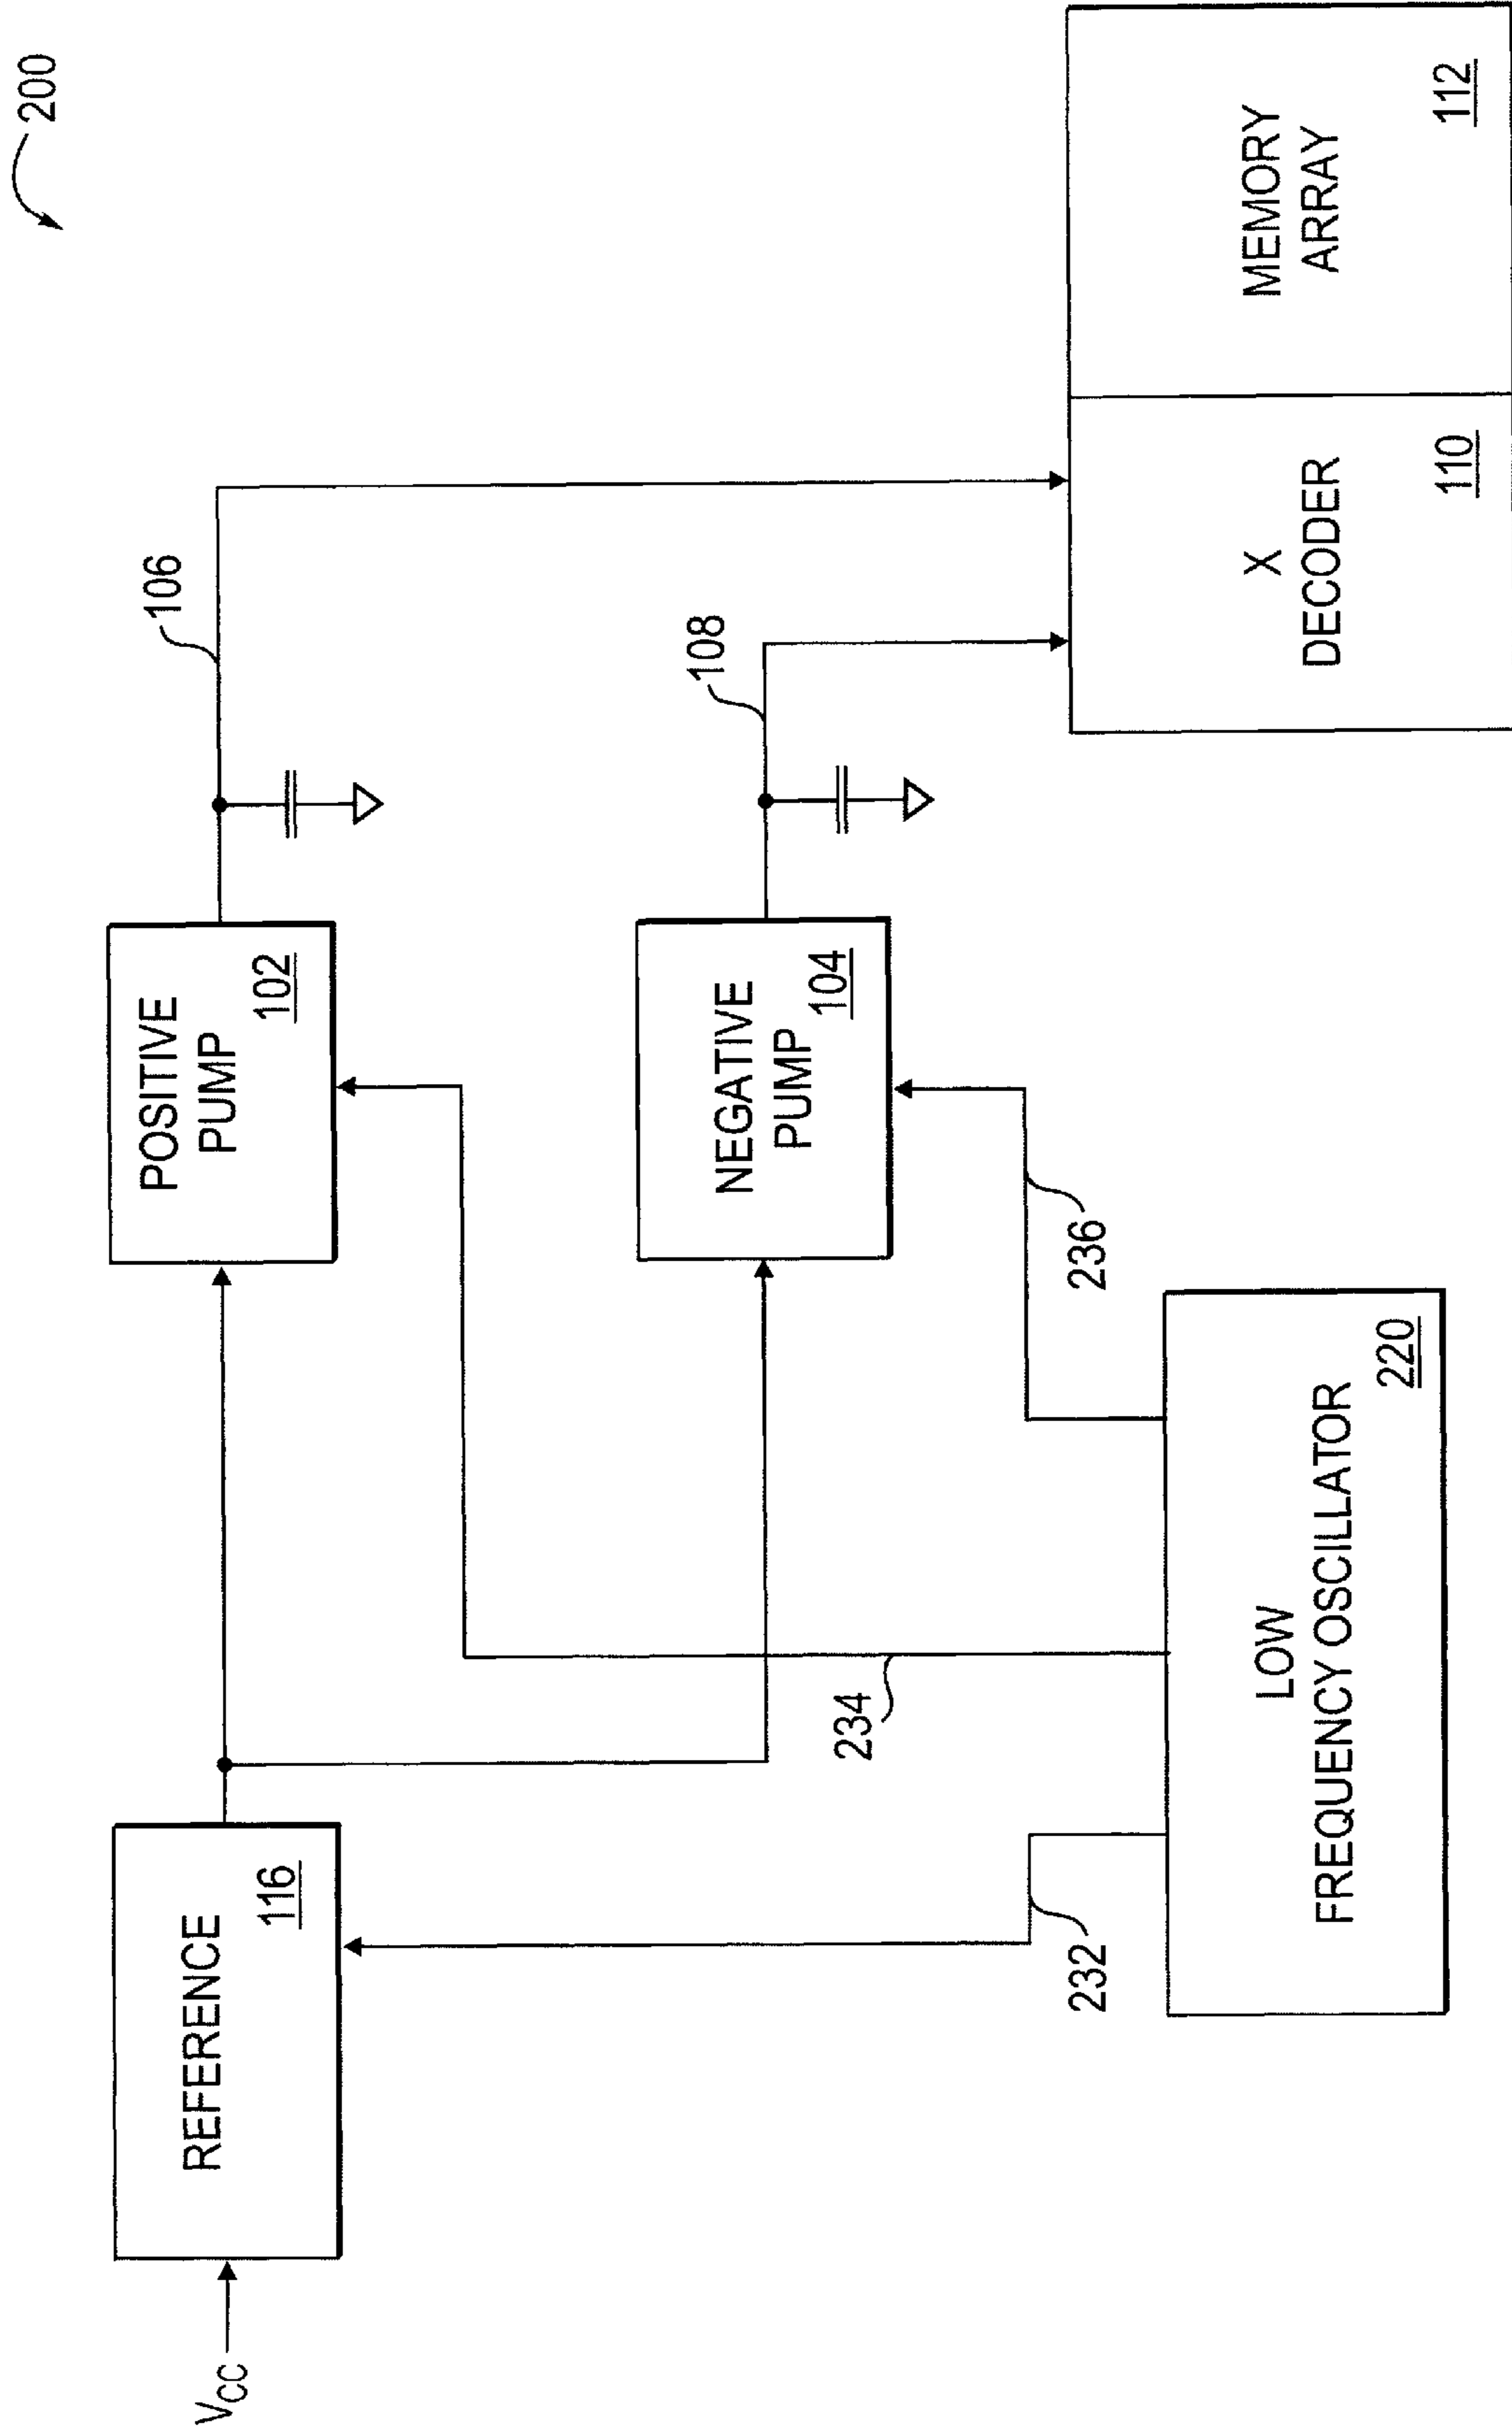 200
106
POSITIVE
PUMP
102
REFERENCE
116
V_CC
108
NEGATIVE
PUMP
104
234
236
232
LOW
FREQUENCY OSCILLATOR
220
X
DECODER
110
MEMORY
ARRAY
112